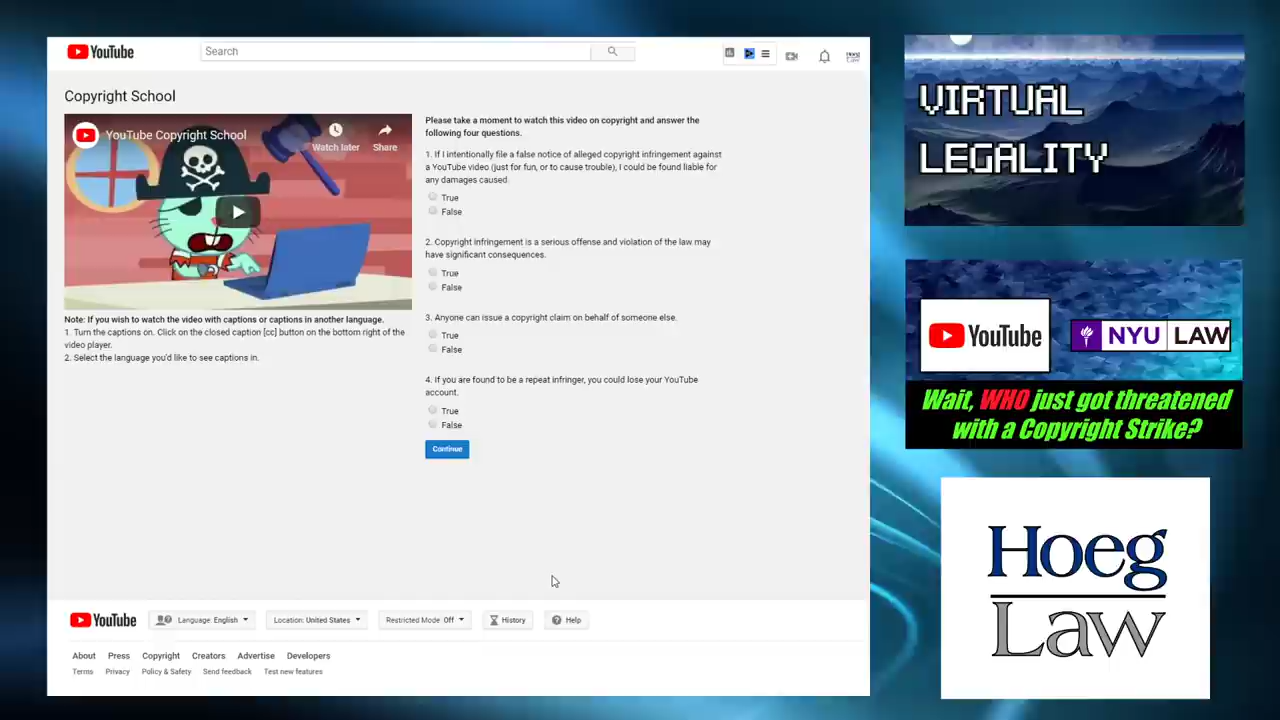 YouTube
Search
Hoeg
LAW
Copyright School
YouTube Copyright School
Watch later
Share
Note: If you wish to watch the video with captions or captions in another language.
1. Turn the captions on. Click on the closed caption [cc] button on the bottom right of the
video player.
2. Select the language you'd like to see captions in.
Please take a moment to watch this video on copyright and answer the
following four questions.
1. If I intentionally file a false notice of alleged copyright infringement against
a YouTube video (just for fun, or to cause trouble), I could be found liable for
any damages caused.
True
False
2. Copyright infringement is a serious offense and violation of the law may
have significant consequences.
True
False
3. Anyone can issue a copyright claim on behalf of someone else.
True
False
4. If you are found to be a repeat infringer, you could lose your YouTube
account.
True
False
Continue
YouTube
Language: English
Location: United States
Restricted Mode: Off
History
Help
About Press Copyright Creators Advertise Developers
Terms Privacy Policy & Safety Send feedback Test new features
VIRTUAL
LEGALITY
YouTube
NYU LAW
Wait, WHO just got threatened
with a Copyright Strike?
Hoeg
Law